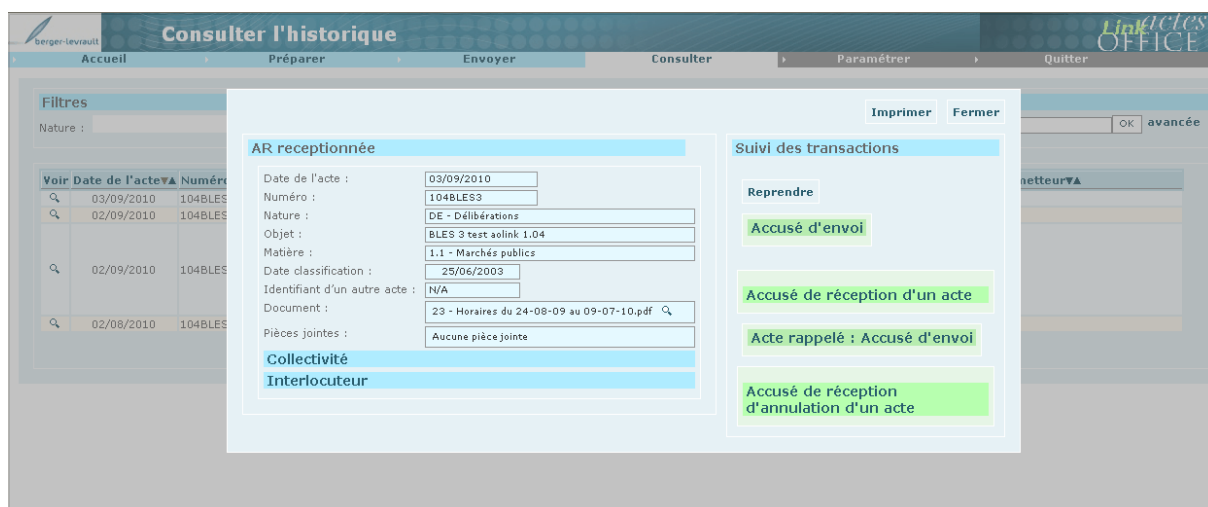 berger-levrault
Consulter l'historique
Linkactes
OFFICE
Accueil
Préparer
Envoyer
Consulter
Paramétrer
Quitter
Filtres
Nature :
OK
avancée
Imprimer
Fermer
AR receptionnée
Date de l'acte :
03/09/2010
Numéro :
104BLES3
Nature :
DE - Délibérations
Objet :
BLES 3 test aolink 1.04
Matière :
1.1 - Marchés publics
Date classification :
25/06/2003
Identifiant d'un autre acte :
N/A
Document :
23 - Horaires du 24-08-09 au 09-07-10.pdf
Pièces jointes :
Aucune pièce jointe
Collectivité
Interlocuteur
Suivi des transactions
Reprendre
Accusé d'envoi
Accusé de réception d'un acte
Acte rappelé : Accusé d'envoi
Accusé de réception
d'annulation d'un acte
Voir Date de l'acte▼▲ Numéro
03/09/2010 104BLES
02/09/2010 104BLES
02/09/2010 104BLES
02/08/2010 104BLES
metteur▼▲